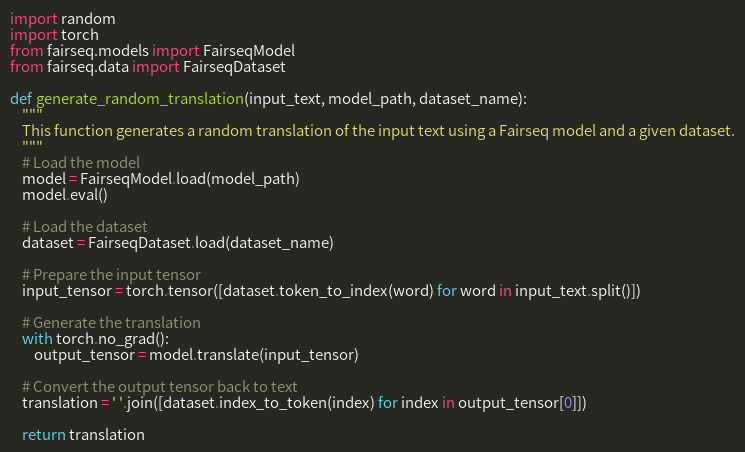 import random
import torch
from fairseq.models import FairseqModel
from fairseq.data import FairseqDataset

def generate_random_translation(input_text, model_path, dataset_name):
    """
    This function generates a random translation of the input text using a Fairseq model and a given dataset.
    """
    # Load the model
    model = FairseqModel.load(model_path)
    model.eval()

    # Load the dataset
    dataset = FairseqDataset.load(dataset_name)

    # Prepare the input tensor
    input_tensor = torch.tensor([dataset.token_to_index(word) for word in input_text.split()])

    # Generate the translation
    with torch.no_grad():
        output_tensor = model.translate(input_tensor)

    # Convert the output tensor back to text
    translation = ' '.join([dataset.index_to_token(index) for index in output_tensor[0]])

    return translation